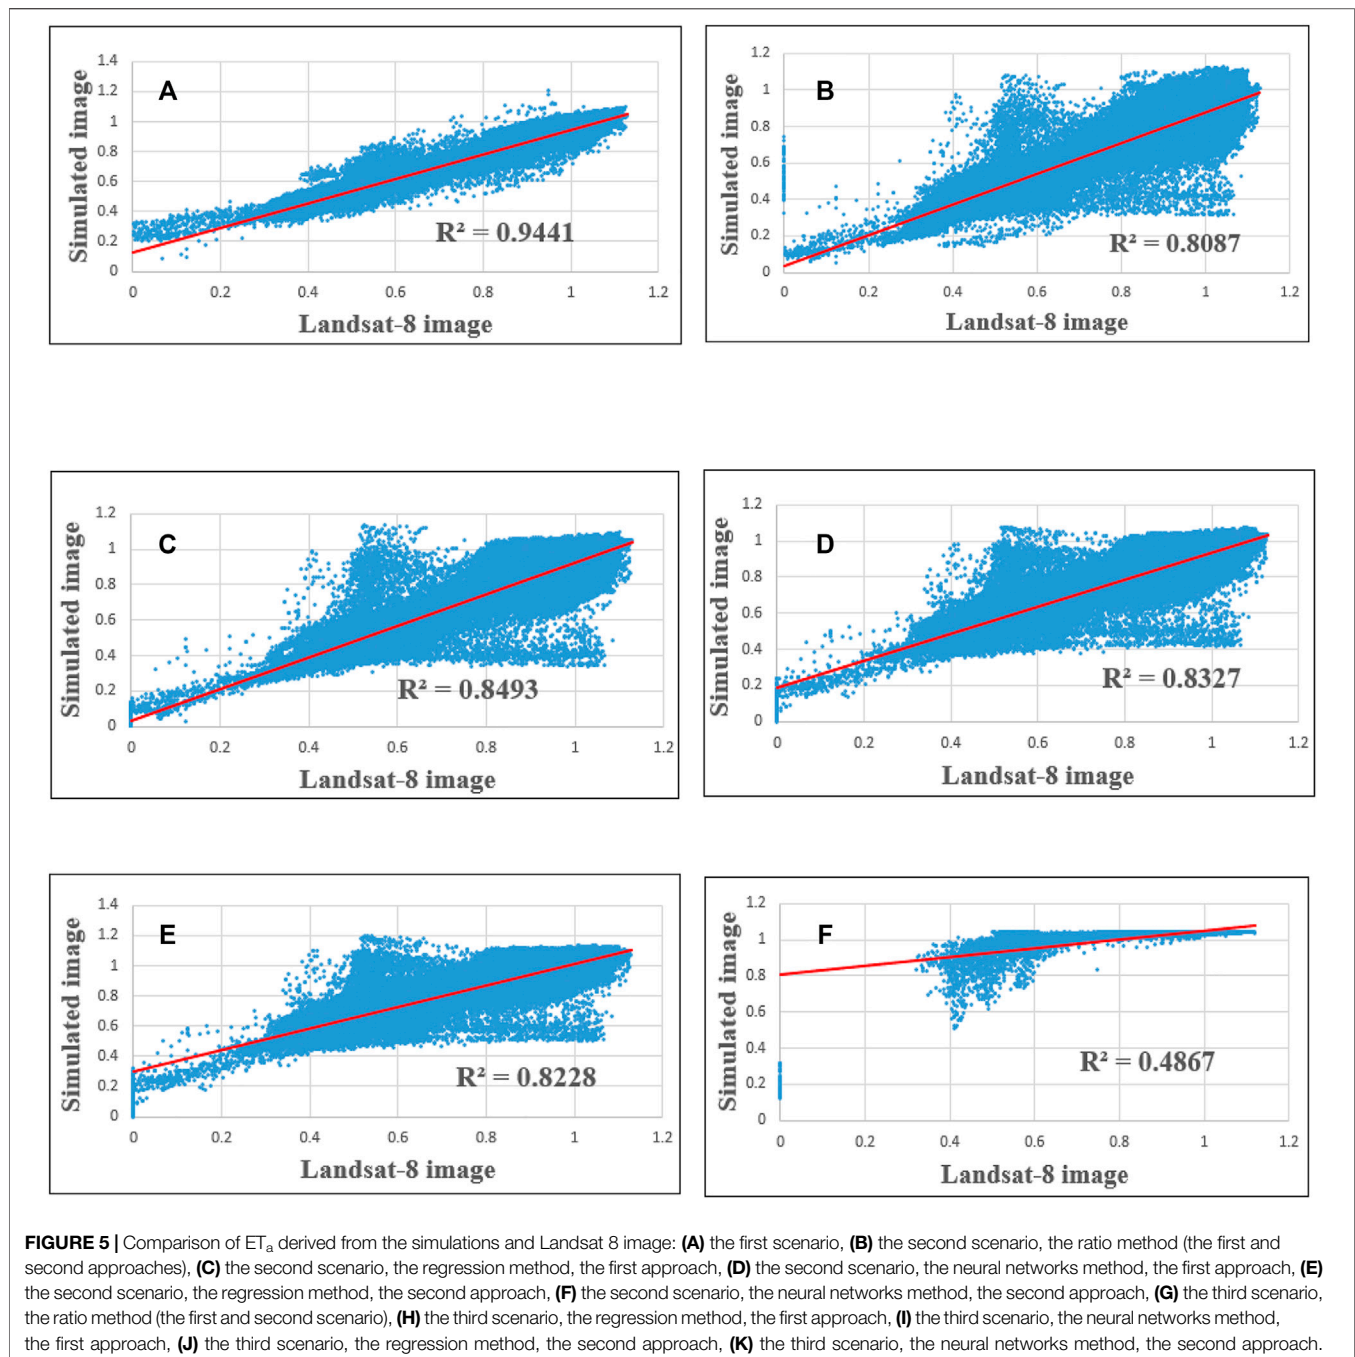 A
Simulated image
1.4
1.2
1
0.8
0.6
0.4
0.2
0
R² = 0.9441
0 0.2 0.4 0.6 0.8 1 1.2
Landsat-8 image
B
Simulated image
1.2
1
0.8
0.6
0.4
0.2
0
R² = 0.8087
0 0.2 0.4 0.6 0.8 1 1.2
Landsat-8 image
C
Simulated image
1.2
1
0.8
0.6
0.4
0.2
0
R² = 0.8493
0 0.2 0.4 0.6 0.8 1 1.2
Landsat-8 image
D
Simulated image
1.2
1
0.8
0.6
0.4
0.2
0
R² = 0.8327
0 0.2 0.4 0.6 0.8 1 1.2
Landsat-8 image
E
Simulated image
1.4
1.2
1
0.8
0.6
0.4
0.2
0
R² = 0.8228
0 0.2 0.4 0.6 0.8 1 1.2
Landsat-8 image
F
Simulated image
1.2
1
0.8
0.6
0.4
0.2
0
R² = 0.4867
0 0.2 0.4 0.6 0.8 1 1.2
Landsat-8 image
FIGURE 5 | Comparison of ETa derived from the simulations and Landsat 8 image: (A) the first scenario, (B) the second scenario, the ratio method (the first and
second approaches), (C) the second scenario, the regression method, the first approach, (D) the second scenario, the neural networks method, the first approach, (E)
the second scenario, the regression method, the second approach, (F) the second scenario, the neural networks method, the second approach, (G) the third scenario,
the ratio method (the first and second scenario), (H) the third scenario, the regression method, the first approach, (I) the third scenario, the neural networks method,
the first approach, (J) the third scenario, the regression method, the second approach, (K) the third scenario, the neural networks method, the second approach.